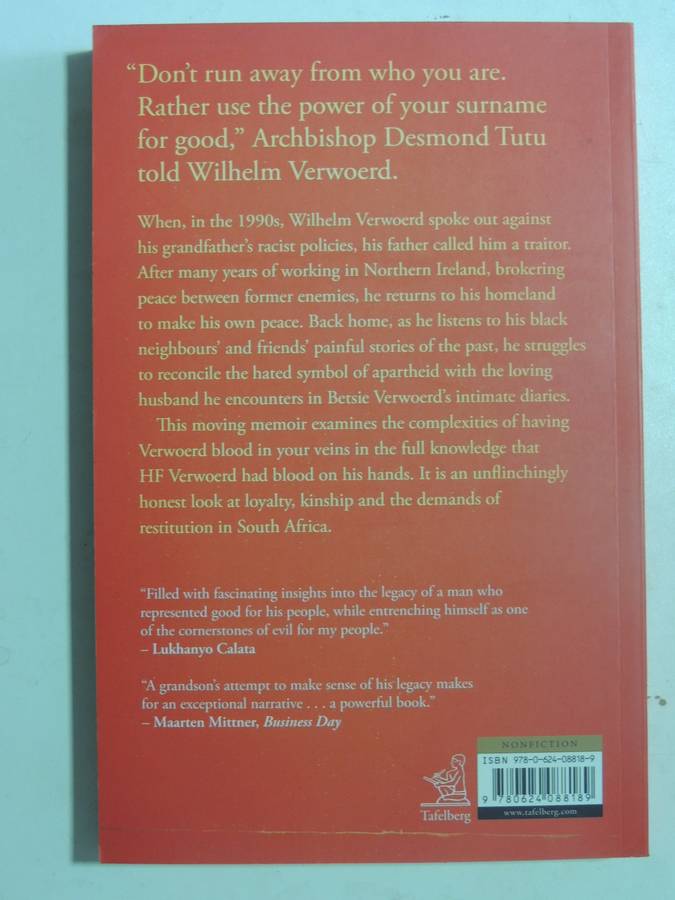 “Don’t run away from who you are.
Rather use the power of your surname
for good,” Archbishop Desmond Tutu
told Wilhelm Verwoerd.
When, in the 1990s, Wilhelm Verwoerd spoke out against
his grandfather’s racist policies, his father called him a traitor.
After many years of working in Northern Ireland, brokering
peace between former enemies, he returns to his homeland
to make his own peace. Back home, as he listens to his black
neighbours’ and friends’ painful stories of the past, he struggles
to reconcile the hated symbol of apartheid with the loving
husband he encounters in Betsie Verwoerd’s intimate diaries.
This moving memoir examines the complexities of having
Verwoerd blood in your veins in the full knowledge that
HF Verwoerd had blood on his hands. It is an unflinchingly
honest look at loyalty, kinship and the demands of
restitution in South Africa.
“Filled with fascinating insights into the legacy of a man who
represented good for his people, while entrenching himself as one
of the cornerstones of evil for my people.”
– Lukhanyo Calata
“A grandson’s attempt to make sense of his legacy makes
for an exceptional narrative . . . a powerful book.”
– Maarten Mittner, Business Day
Tafelberg
NONFICTION
ISBN 978-0-624-08818-9
9 780624 088189
www.tafelberg.com